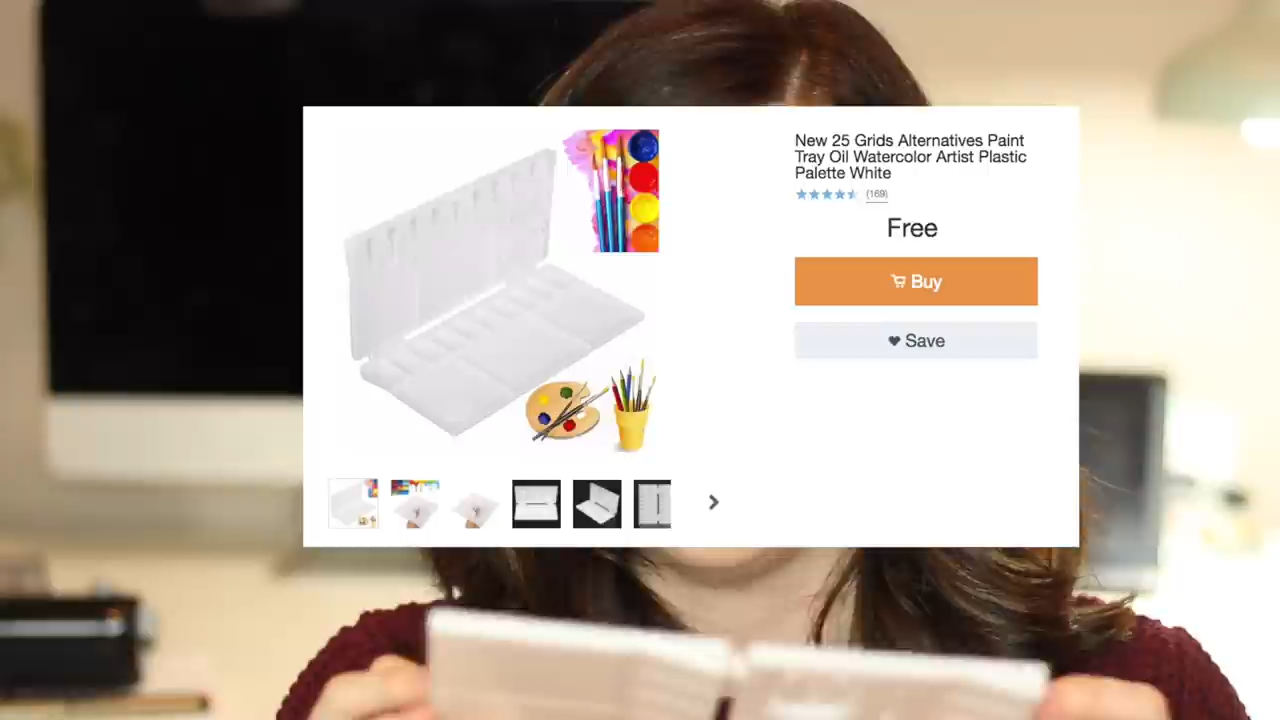 New 25 Grids Alternatives Paint
Tray Oil Watercolor Artist Plastic
Palette White
(169)
Free
Buy
Save